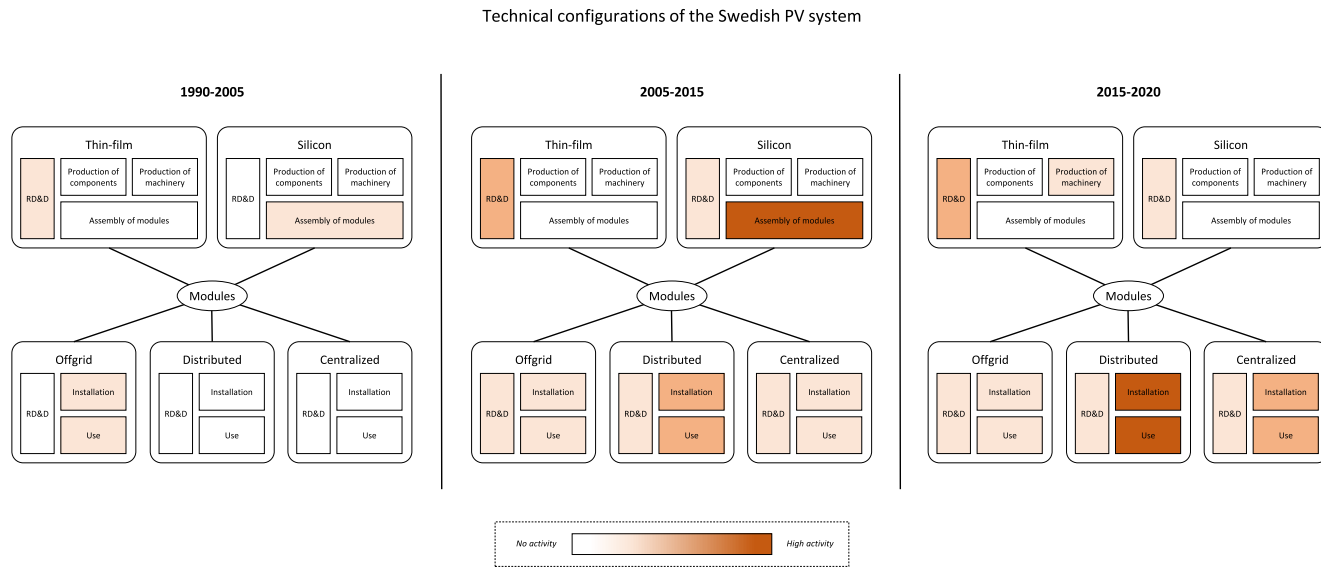 Technical configurations of the Swedish PV system
1990-2005
Thin-film
RD&D
Production of
components
Production of
machinery
Assembly of modules
Silicon
RD&D
Production of
components
Production of
machinery
Assembly of modules
Modules
Offgrid
RD&D
Installation
Use
Distributed
RD&D
Installation
Use
Centralized
RD&D
Installation
Use
2005-2015
Thin-film
RD&D
Production of
components
Production of
machinery
Assembly of modules
Silicon
RD&D
Production of
components
Production of
machinery
Assembly of modules
Modules
Offgrid
RD&D
Installation
Use
Distributed
RD&D
Installation
Use
Centralized
RD&D
Installation
Use
2015-2020
Thin-film
RD&D
Production of
components
Production of
machinery
Assembly of modules
Silicon
RD&D
Production of
components
Production of
machinery
Assembly of modules
Modules
Offgrid
RD&D
Installation
Use
Distributed
RD&D
Installation
Use
Centralized
RD&D
Installation
Use
No activity
High activity